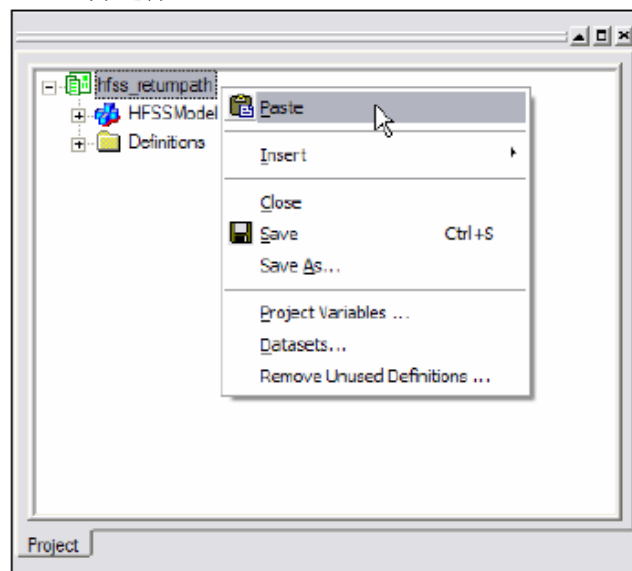 hfss_returnpath
HFSSModel
Definitions
Paste
Insert
Close
Save Ctrl+S
Save As...
Project Variables ...
Datasets...
Remove Unused Definitions ...
Project